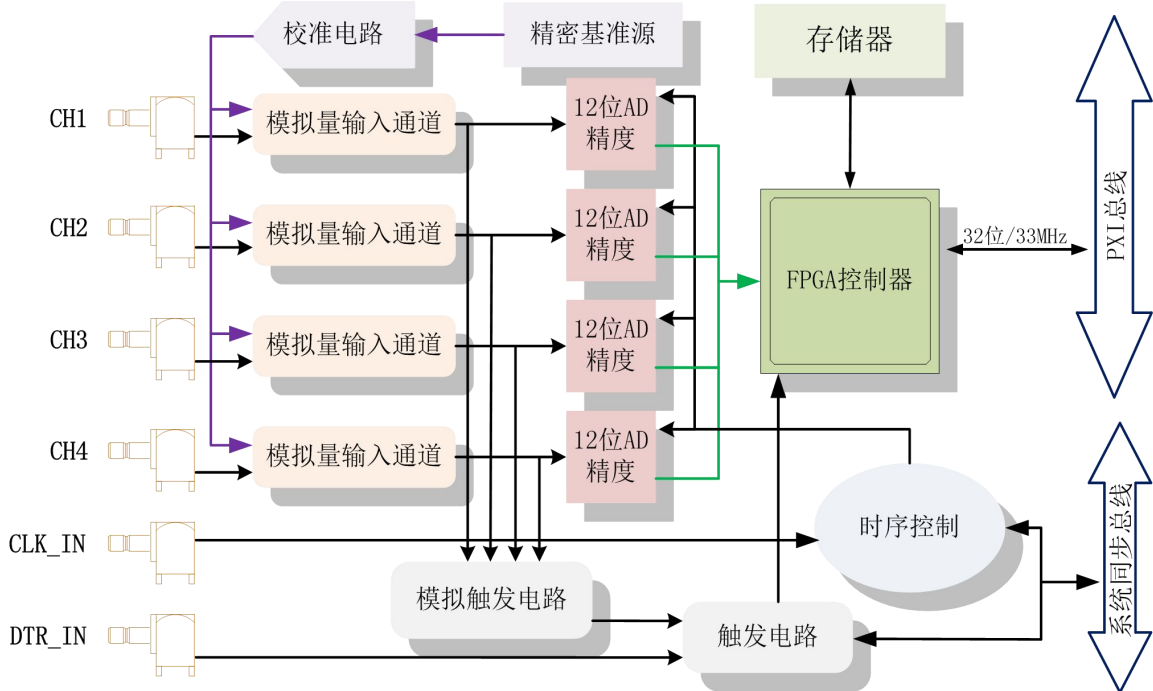 校准电路
精密基准源
存储器
CH1
模拟量输入通道
12位AD
精度
CH2
模拟量输入通道
12位AD
精度
32位/33MHz
PXI总线
FPGA控制器
CH3
模拟量输入通道
12位AD
精度
CH4
模拟量输入通道
12位AD
精度
CLK_IN
时序控制
系统同步总线
模拟触发电路
DTR_IN
触发电路